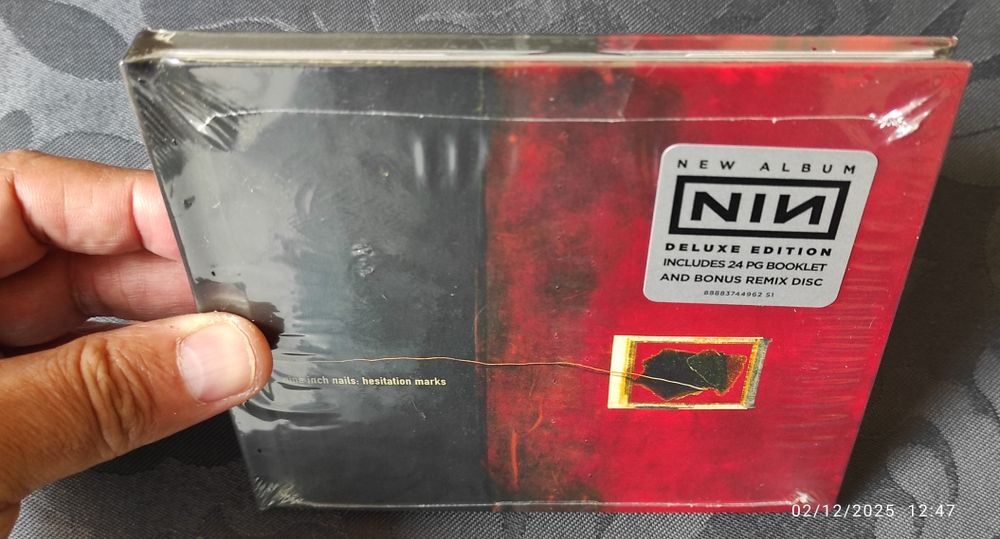 NEW ALBUM
NIN
DELUXE EDITION
INCLUDES 24 PG BOOKLET
AND BONUS REMIX DISC
88883744962 S1
inch nails: hesitation marks
02/12/2025 12:47